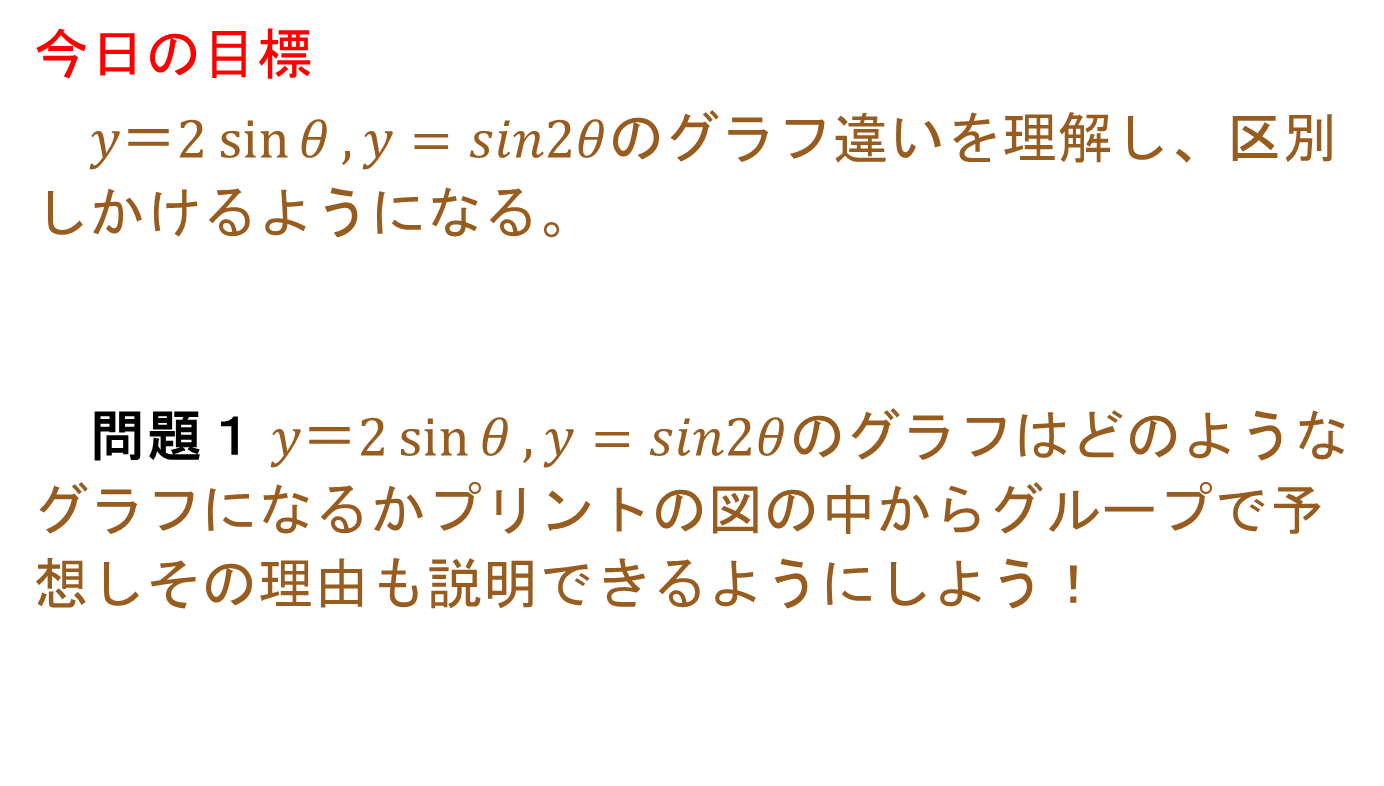 今日の目標
y＝2 sin θ , y = sin2θのグラフ違いを理解し、区別
しかけるようになる。
問題１ y＝2 sin θ , y = sin2θのグラフはどのような
グラフになるかプリントの図の中からグループで予
想しその理由も説明できるようにしよう！